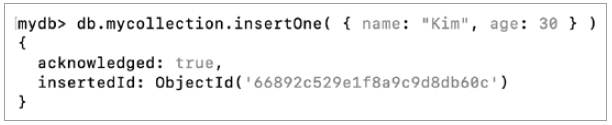 mydb> db.mycollection.insertOne( { name: "Kim", age: 30 } )
{
  acknowledged: true,
  insertedId: ObjectId('66892c529e1f8a9c9d8db60c')
}